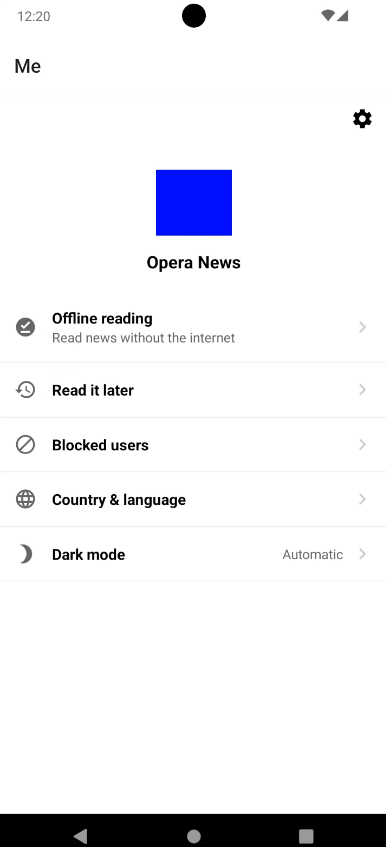 12:20
Me
Opera News
Offline reading
Read news without the internet
Read it later
Blocked users
Country & language
Dark mode
Automatic